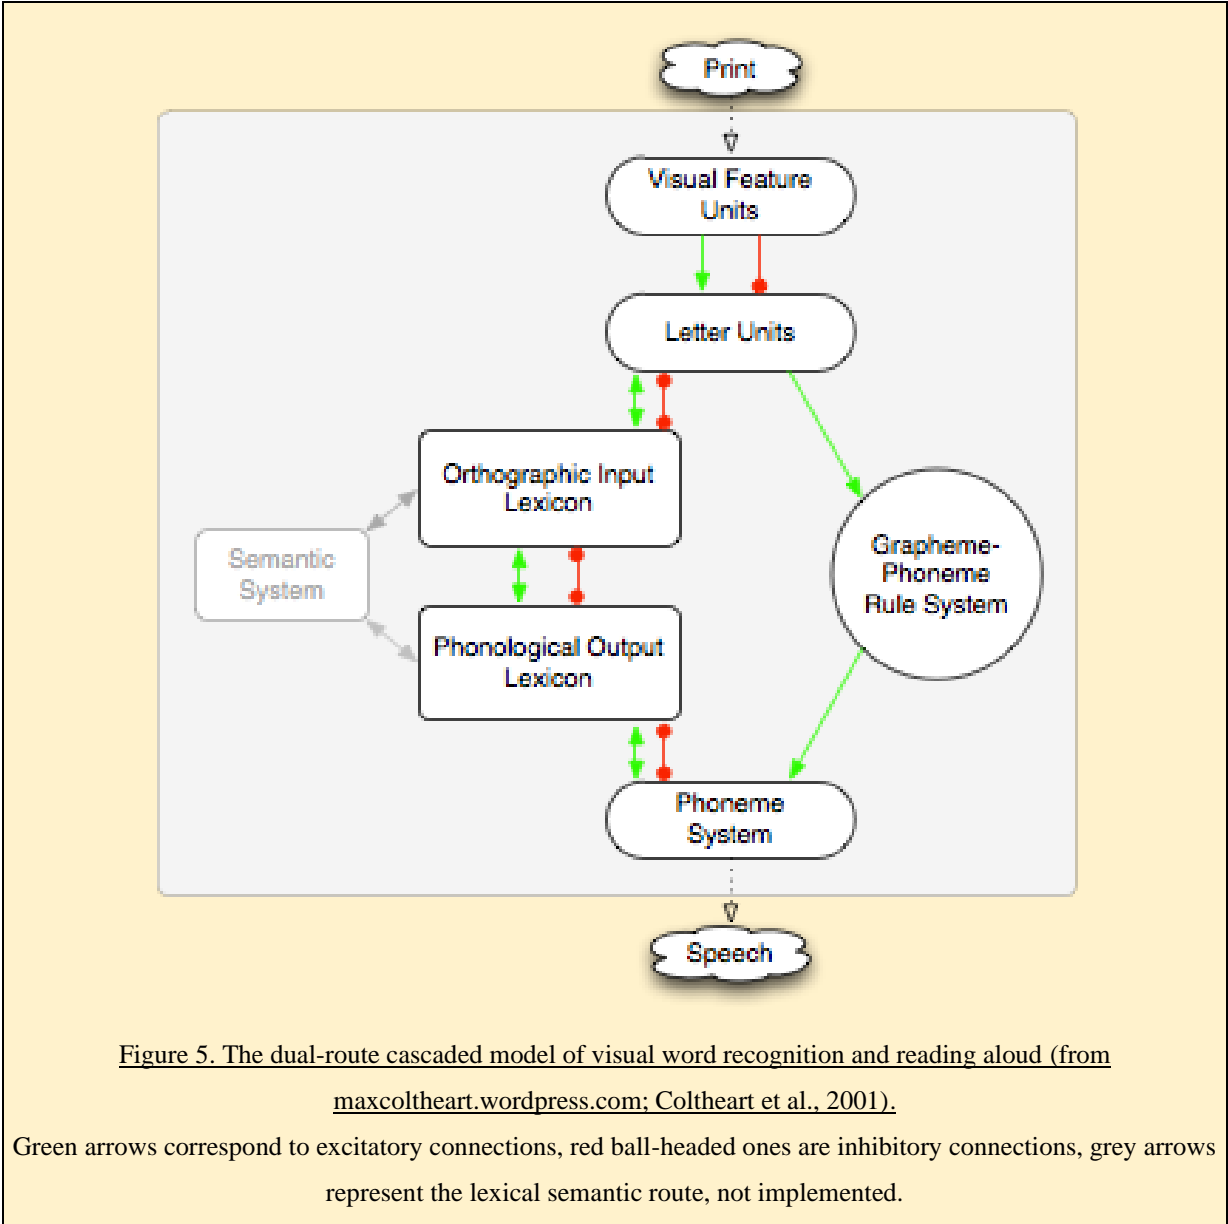 Print
Visual Feature
Units
Letter Units
Orthographic Input
Lexicon
Grapheme-
Phoneme
Rule System
Semantic
System
Phonological Output
Lexicon
Phoneme
System
Speech
Figure 5. The dual-route cascaded model of visual word recognition and reading aloud (from
maxcoltheart.wordpress.com; Coltheart et al., 2001).
Green arrows correspond to excitatory connections, red ball-headed ones are inhibitory connections, grey arrows
represent the lexical semantic route, not implemented.